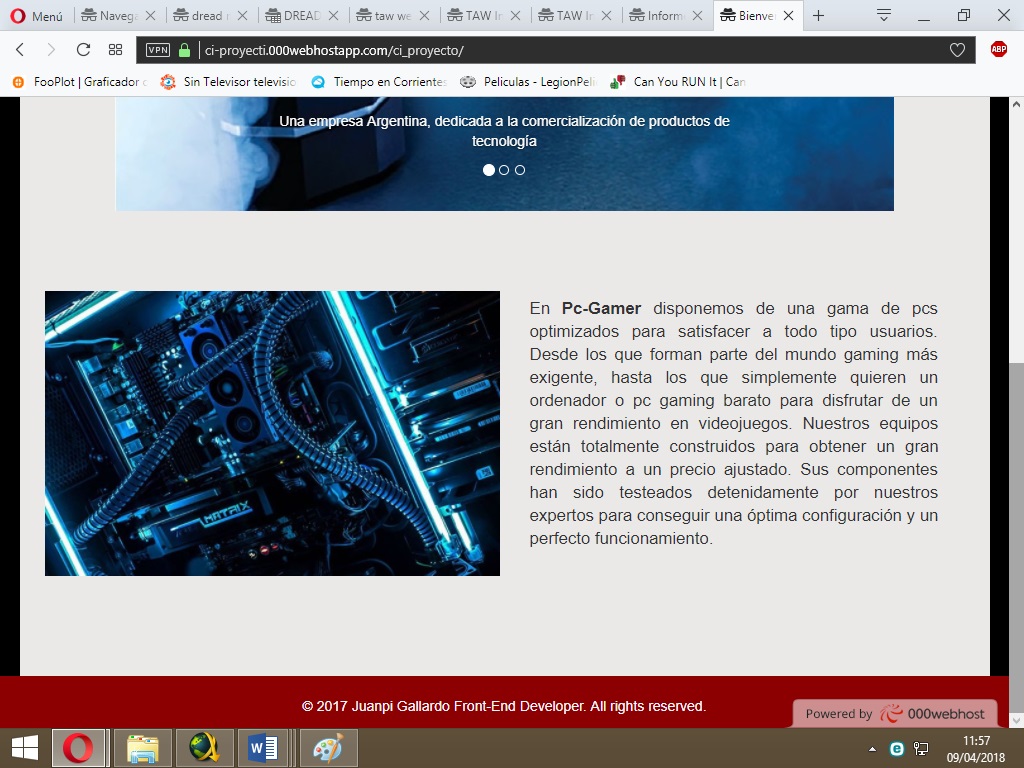 Menú
Navega
dread
DREAD
taw we
TAW In
TAW In
Inform
Bienve
VPN
ci-proyecti.000webhostapp.com/ci_proyecto/
ABP
FooPlot | Graficador
Sin Televisor televisio
Tiempo en Corrientes
Peliculas - LegionPeli
Can You RUN It | Can
Una empresa Argentina, dedicada a la comercialización de productos de
tecnología
MATRIX
En Pc-Gamer disponemos de una gama de pcs
optimizados para satisfacer a todo tipo usuarios.
Desde los que forman parte del mundo gaming más
exigente, hasta los que simplemente quieren un
ordenador o pc gaming barato para disfrutar de un
gran rendimiento en videojuegos. Nuestros equipos
están totalmente construidos para obtener un gran
rendimiento a un precio ajustado. Sus componentes
han sido testeados detenidamente por nuestros
expertos para conseguir una óptima configuración y un
perfecto funcionamiento.
© 2017 Juanpi Gallardo Front-End Developer. All rights reserved.
Powered by 000webhost
11:57
09/04/2018